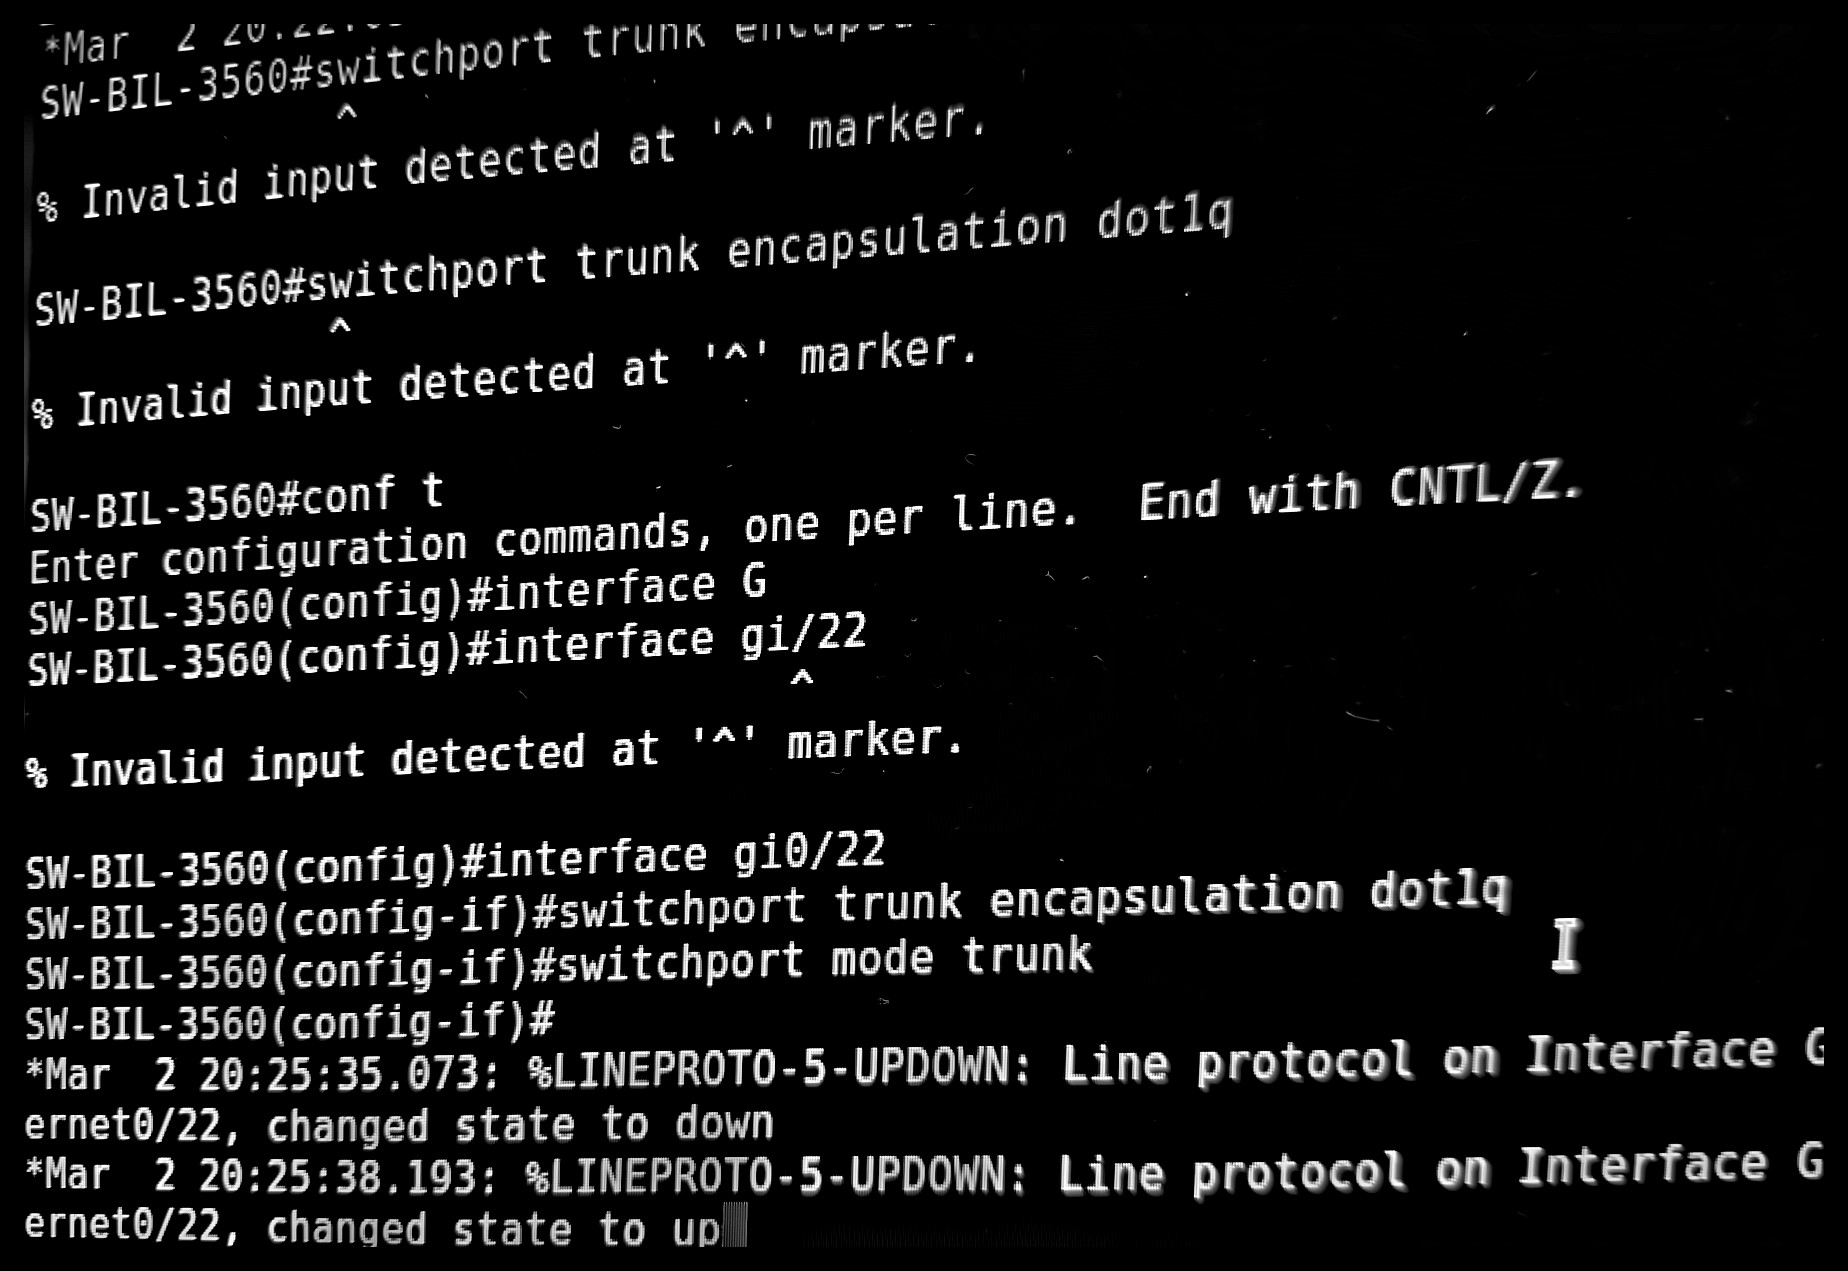 *Mar  2 20:22:
SW-BIL-3560#switchport trunk
^
% Invalid input detected at '^' marker.
SW-BIL-3560#switchport trunk encapsulation dot1q
^
% Invalid input detected at '^' marker.
SW-BIL-3560#conf t
Enter configuration commands, one per line.  End with CNTL/Z.
SW-BIL-3560(config)#interface G
SW-BIL-3560(config)#interface gi/22
^
% Invalid input detected at '^' marker.
SW-BIL-3560(config)#interface gi0/22
SW-BIL-3560(config-if)#switchport trunk encapsulation dot1q
SW-BIL-3560(config-if)#switchport mode trunk
SW-BIL-3560(config-if)#
*Mar  2 20:25:35.073: %LINEPROTO-5-UPDOWN: Line protocol on Interface G
ernet0/22, changed state to down
*Mar  2 20:25:38.193: %LINEPROTO-5-UPDOWN: Line protocol on Interface G
ernet0/22, changed state to up